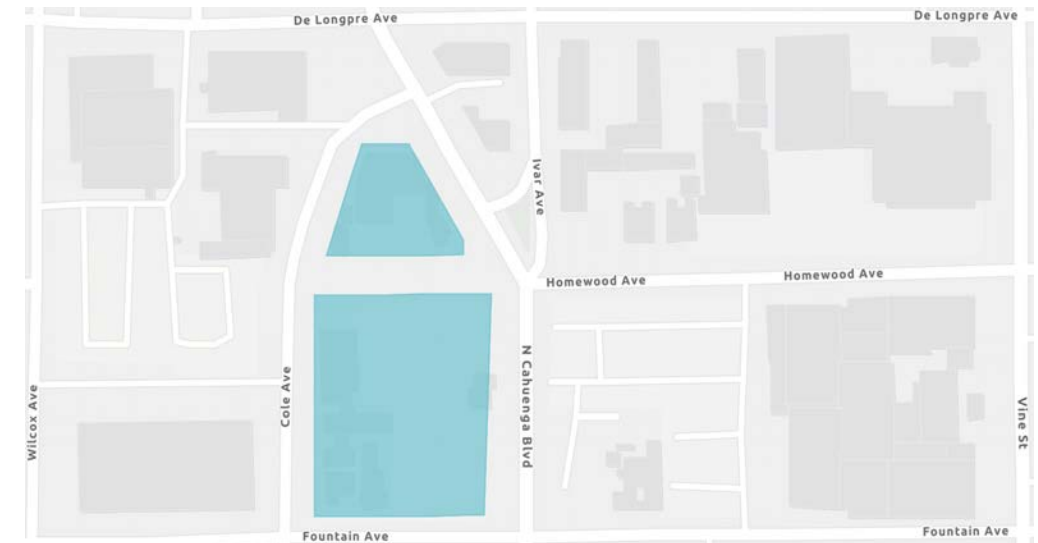 De Longpre Ave
De Longpre Ave
Ivar Ave
Homewood Ave
Homewood Ave
Wilcox Ave
Cole Ave
N Cahuenga Blvd
Vine St
Fountain Ave
Fountain Ave